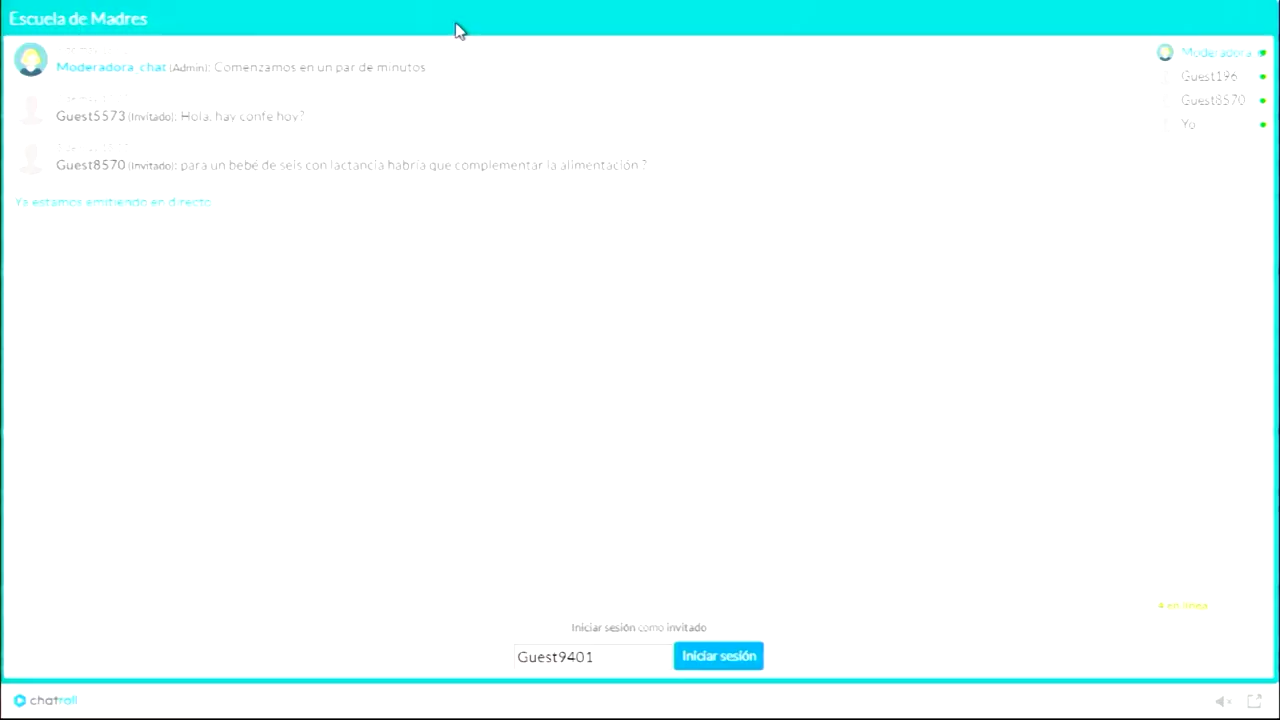 Escuela de Madres
Moderadora chat (Admin): Comenzamos en un par de minutos
Guest5573 (Invitado): Hola, hay confe hoy?
Guest8570 (Invitado): para un bebé de seis con lactancia habría que complementar la alimentación ?
Ya estamos emitiendo en directo
Moderadora
Guest196
Guest8570
Yo
4 en línea
Iniciar sesión como invitado
Guest9401
Iniciar sesión
chatroll